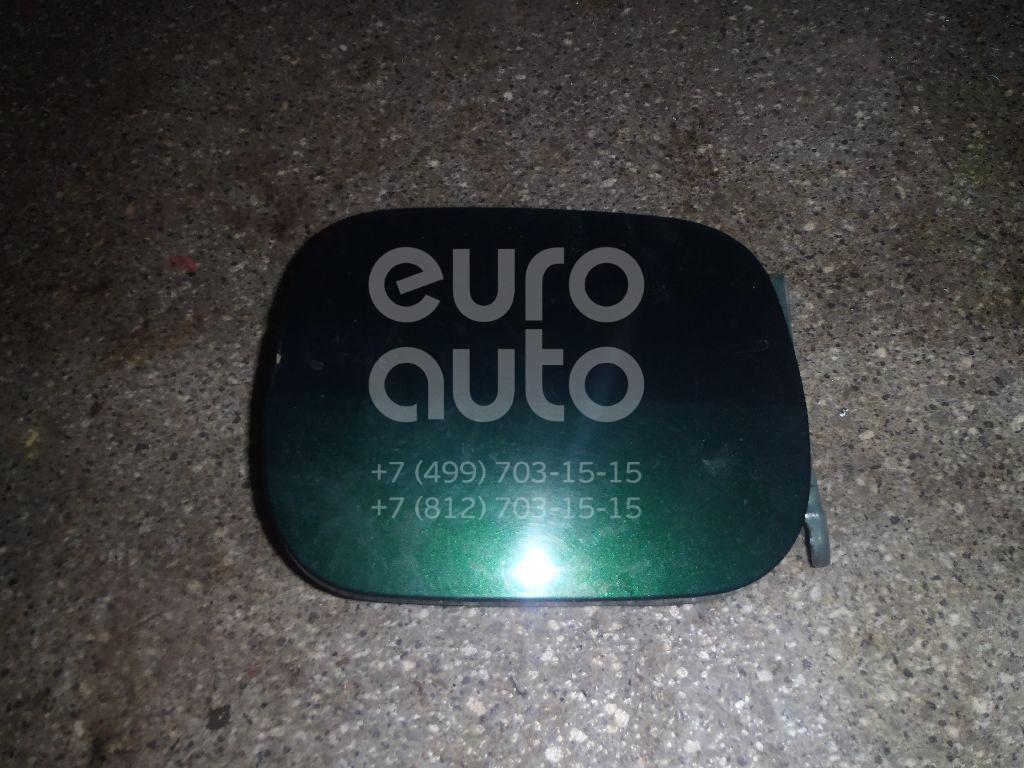 euro
auto
+7 (499) 703-15-15
+7 (812) 703-15-15